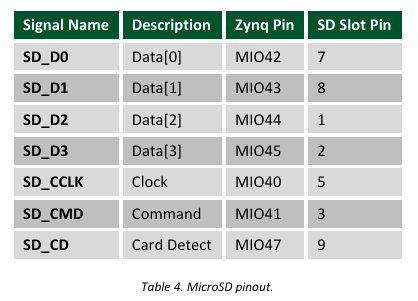 Signal Name Description Zynq Pin SD Slot Pin
SD_D0 Data[0] MIO42 7
SD_D1 Data[1] MIO43 8
SD_D2 Data[2] MIO44 1
SD_D3 Data[3] MIO45 2
SD_CCLK Clock MIO40 5
SD_CMD Command MIO41 3
SD_CD Card Detect MIO47 9
Table 4. MicroSD pinout.